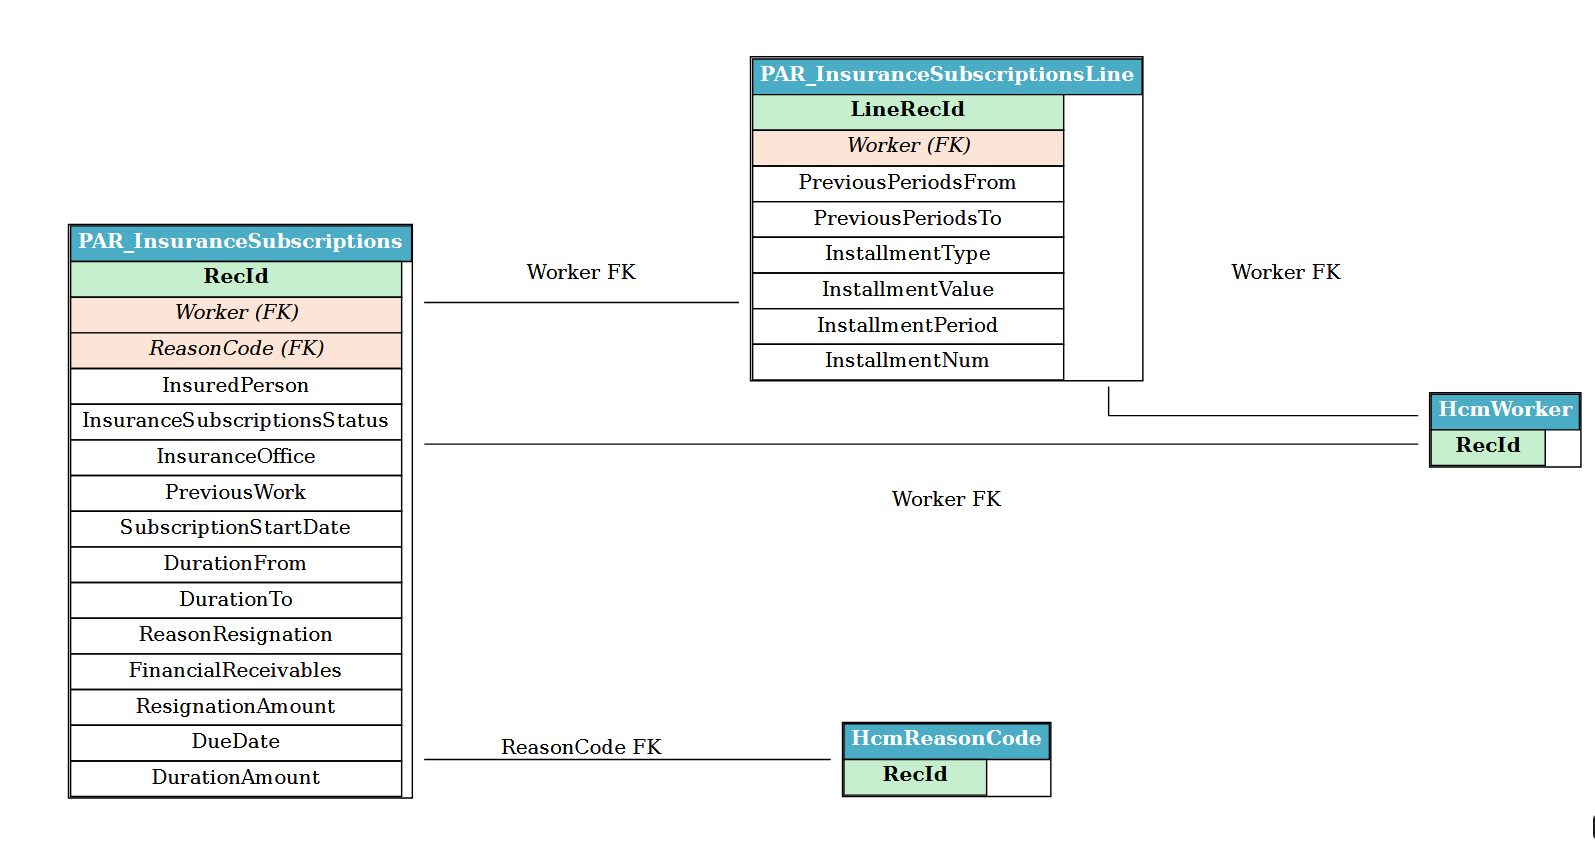 PAR_InsuranceSubscriptionsLine
LineRecId
Worker (FK)
PreviousPeriodsFrom
PreviousPeriodsTo
InstallmentType
InstallmentValue
InstallmentPeriod
InstallmentNum
PAR_InsuranceSubscriptions
RecId
Worker (FK)
ReasonCode (FK)
InsuredPerson
InsuranceSubscriptionsStatus
InsuranceOffice
PreviousWork
SubscriptionStartDate
DurationFrom
DurationTo
ReasonResignation
FinancialReceivables
ResignationAmount
DueDate
DurationAmount
Worker FK
Worker FK
HcmWorker
RecId
Worker FK
ReasonCode FK
HcmReasonCode
RecId